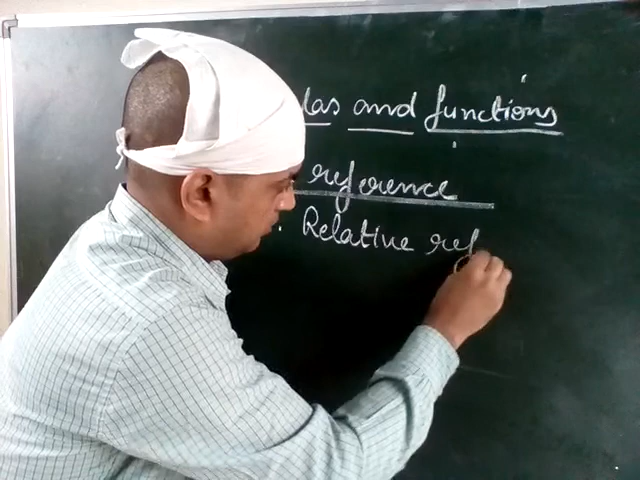 las and functions
reference
Relative ref